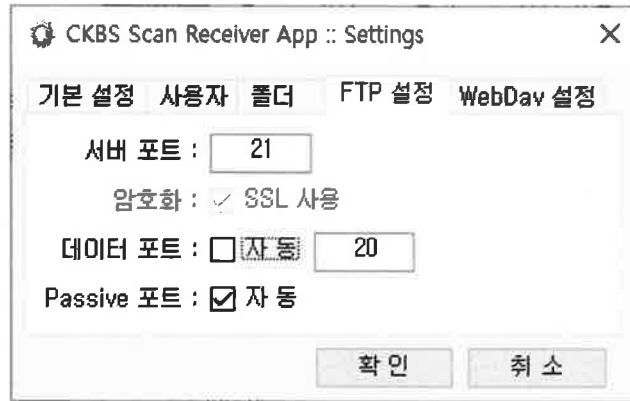 CKBS Scan Receiver App :: Settings
기본 설정 사용자 폴더 FTP 설정 WebDav 설정
서버 포트 : 21
암호화 : SSL 사용
데이터 포트 : 자동 20
Passive 포트 : 자동
확인 취소